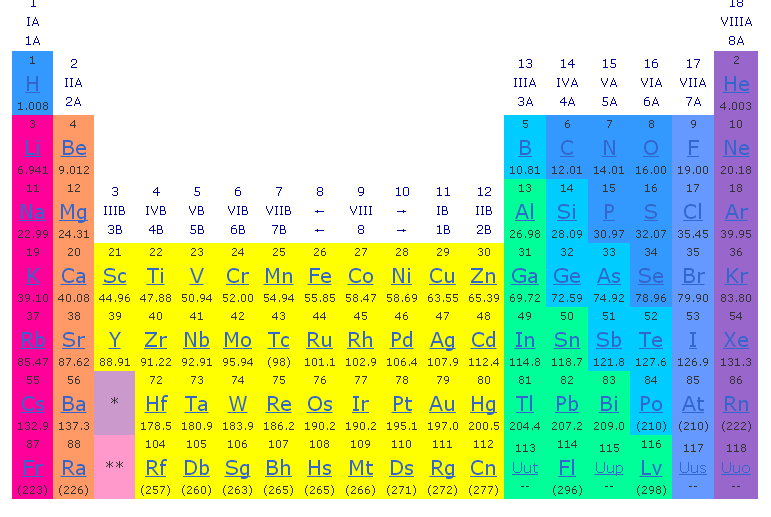 1 18
IA VIIIA
1A 8A
1 2 13 14 15 16 17 2
H IIA IIIA IVA VA VIA VIIA He
1.008 2A 3A 4A 5A 6A 7A 4.003
3 4 5 6 7 8 9 10
Li Be B C N O F Ne
6.941 9.012 10.81 12.01 14.01 16.00 19.00 20.18
11 12 3 4 5 6 7 8 9 10 11 12 13 14 15 16 17 18
Na Mg IIIB IVB VB VIB VIIB ← VIII → IB IIB Al Si P S Cl Ar
22.99 24.31 3B 4B 5B 6B 7B ← 8 → 1B 2B 26.98 28.09 30.97 32.07 35.45 39.95
19 20 21 22 23 24 25 26 27 28 29 30 31 32 33 34 35 36
K Ca Sc Ti V Cr Mn Fe Co Ni Cu Zn Ga Ge As Se Br Kr
39.10 40.08 44.96 47.88 50.94 52.00 54.94 55.85 58.47 58.69 63.55 65.39 69.72 72.59 74.92 78.96 79.90 83.80
37 38 39 40 41 42 43 44 45 46 47 48 49 50 51 52 53 54
Rb Sr Y Zr Nb Mo Tc Ru Rh Pd Ag Cd In Sn Sb Te I Xe
85.47 87.62 88.91 91.22 92.91 95.94 (98) 101.1 102.9 106.4 107.9 112.4 114.8 118.7 121.8 127.6 126.9 131.3
55 56 72 73 74 75 76 77 78 79 80 81 82 83 84 85 86
Cs Ba * Hf Ta W Re Os Ir Pt Au Hg Tl Pb Bi Po At Rn
132.9 137.3 178.5 180.9 183.9 186.2 190.2 190.2 195.1 197.0 200.5 204.4 207.2 209.0 (210) (210) (222)
87 88 104 105 106 107 108 109 110 111 112 113 114 115 116 117 118
Fr Ra ** Rf Db Sg Bh Hs Mt Ds Rg Cn Uut Fl Uup Lv Uus Uuo
(223) (226) (257) (260) (263) (265) (265) (266) (271) (272) (277) -- (296) -- (298) -- --